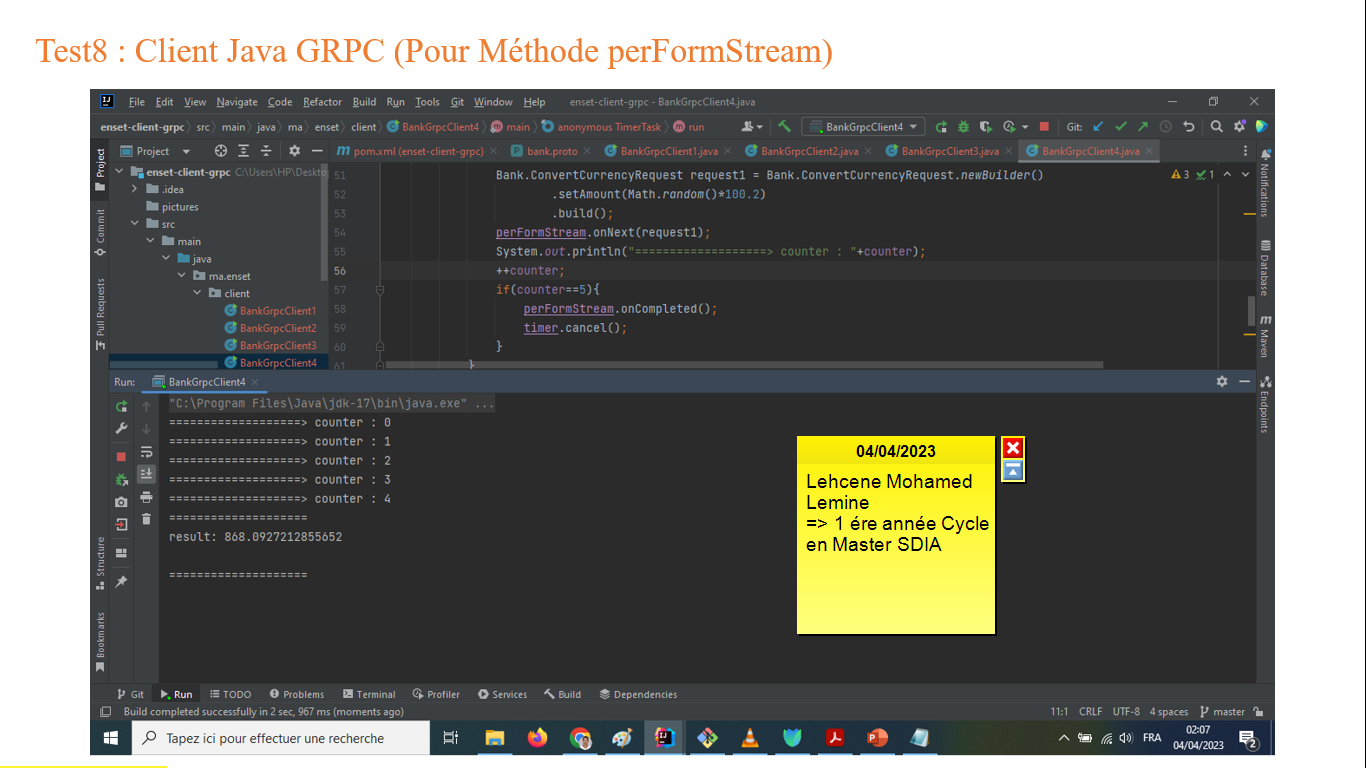 Test8 : Client Java GRPC (Pour Méthode perFormStream)
File Edit View Navigate Code Refactor Build Run Tools Git Window Help enset-client-grpc - BankGrpcClient4.java
enset-client-grpc src main java ma enset client BankGrpcClient4 main anonymous TimerTask run BankGrpcClient4 Git:
Project pom.xml (enset-client-grpc) bank.proto BankGrpcClient1.java BankGrpcClient2.java BankGrpcClient3.java BankGrpcClient4.java
Project
Commit
Pull Requests
Structure
Bookmarks
enset-client-grpc C:\Users\HP\Deskto
.idea
pictures
src
main
java
ma.enset
client
BankGrpcClient1
BankGrpcClient2
BankGrpcClient3
BankGrpcClient4
51 Bank.ConvertCurrencyRequest request1 = Bank.ConvertCurrencyRequest.newBuilder()
52 .setAmount(Math.random()*100.2)
53 .build();
54 perFormStream.onNext(request1);
55 System.out.println("===================> counter : "+counter);
56 ++counter;
57 if(counter==5){
58 perFormStream.onCompleted();
59 timer.cancel();
60 }
61 }
3 1
Notifications
Database
Maven
Endpoints
Run: BankGrpcClient4
"C:\Program Files\Java\jdk-17\bin\java.exe" ...
===================> counter : 0
===================> counter : 1
===================> counter : 2
===================> counter : 3
===================> counter : 4
====================
result: 868.0927212855652
====================
04/04/2023
Lehcene Mohamed
Lemine
=> 1 ére année Cycle
en Master SDIA
Git Run TODO Problems Terminal Profiler Services Build Dependencies
Build completed successfully in 2 sec, 967 ms (moments ago) 11:1 CRLF UTF-8 4 spaces master
Tapez ici pour effectuer une recherche
FRA
02:07
04/04/2023
2